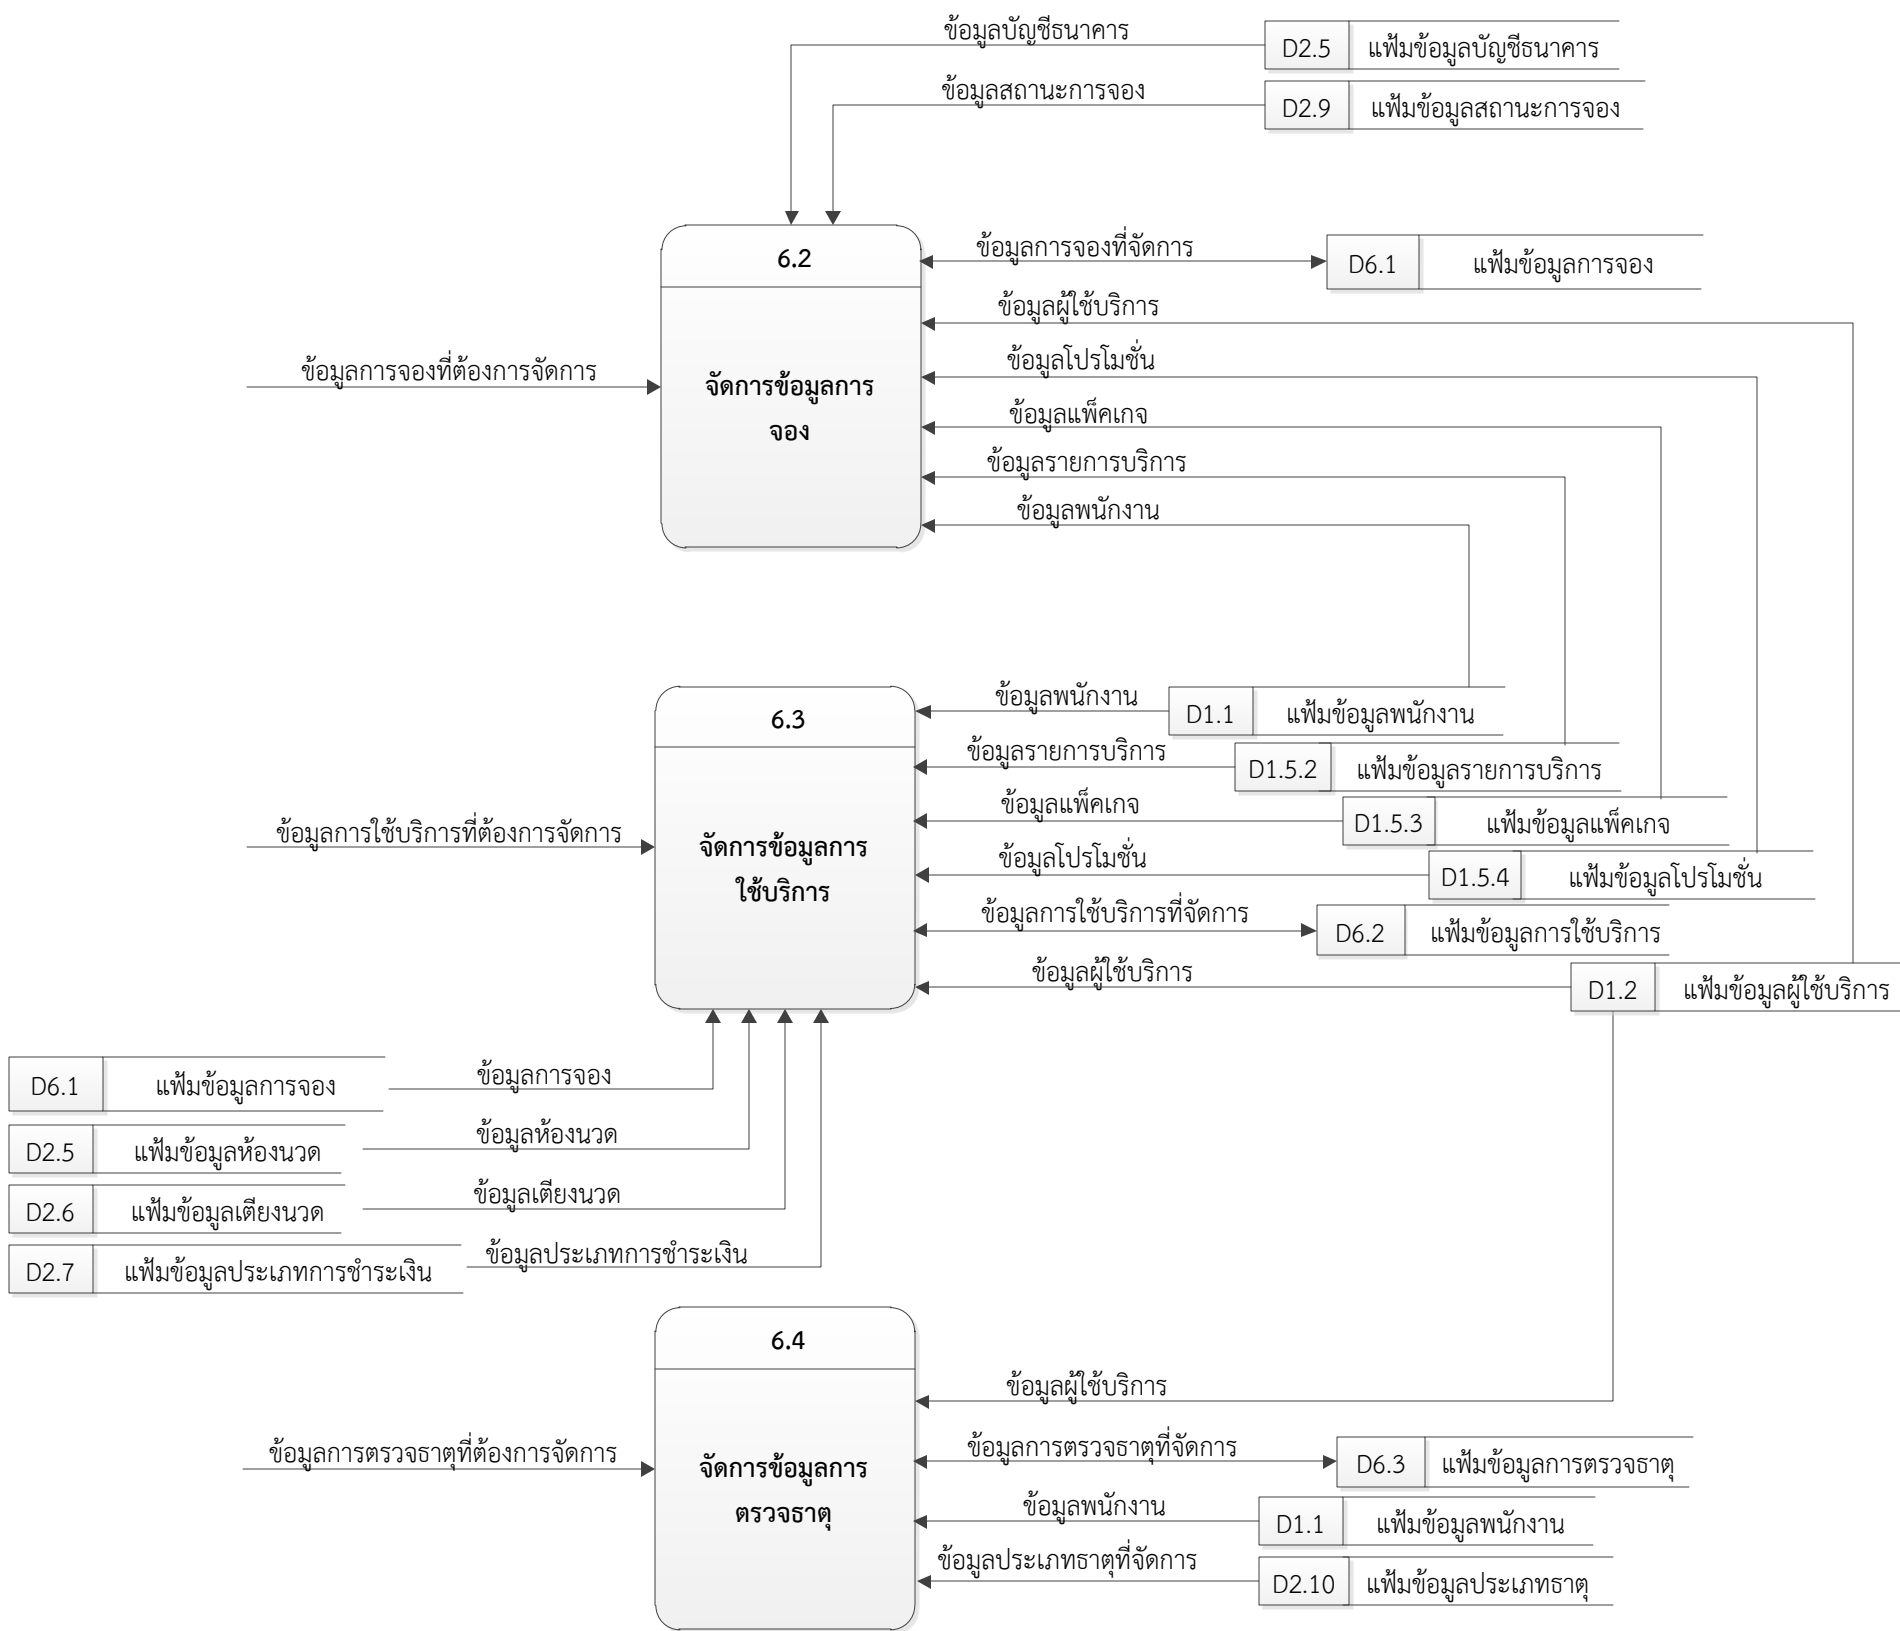 ข้อมูลบัญชีธนาคาร
D2.5 แฟ้มข้อมูลบัญชีธนาคาร
ข้อมูลสถานะการจอง
D2.9 แฟ้มข้อมูลสถานะการจอง
6.2
จัดการข้อมูลการ
จอง
ข้อมูลการจองที่ต้องการจัดการ
ข้อมูลการจองที่จัดการ
D6.1 แฟ้มข้อมูลการจอง
ข้อมูลผู้ใช้บริการ
ข้อมูลโปรโมชั่น
ข้อมูลแพ็คเกจ
ข้อมูลรายการบริการ
ข้อมูลพนักงาน
6.3
จัดการข้อมูลการ
ใช้บริการ
ข้อมูลการใช้บริการที่ต้องการจัดการ
ข้อมูลพนักงาน
D1.1 แฟ้มข้อมูลพนักงาน
ข้อมูลรายการบริการ
D1.5.2 แฟ้มข้อมูลรายการบริการ
ข้อมูลแพ็คเกจ
D1.5.3 แฟ้มข้อมูลแพ็คเกจ
ข้อมูลโปรโมชั่น
D1.5.4 แฟ้มข้อมูลโปรโมชั่น
ข้อมูลการใช้บริการที่จัดการ
D6.2 แฟ้มข้อมูลการใช้บริการ
ข้อมูลผู้ใช้บริการ
D1.2 แฟ้มข้อมูลผู้ใช้บริการ
D6.1 แฟ้มข้อมูลการจอง
ข้อมูลการจอง
D2.5 แฟ้มข้อมูลห้องนวด
ข้อมูลห้องนวด
D2.6 แฟ้มข้อมูลเตียงนวด
ข้อมูลเตียงนวด
D2.7 แฟ้มข้อมูลประเภทการชำระเงิน
ข้อมูลประเภทการชำระเงิน
6.4
จัดการข้อมูลการ
ตรวจธาตุ
ข้อมูลการตรวจธาตุที่ต้องการจัดการ
ข้อมูลผู้ใช้บริการ
ข้อมูลการตรวจธาตุที่จัดการ
D6.3 แฟ้มข้อมูลการตรวจธาตุ
ข้อมูลพนักงาน
D1.1 แฟ้มข้อมูลพนักงาน
ข้อมูลประเภทธาตุที่จัดการ
D2.10 แฟ้มข้อมูลประเภทธาตุ